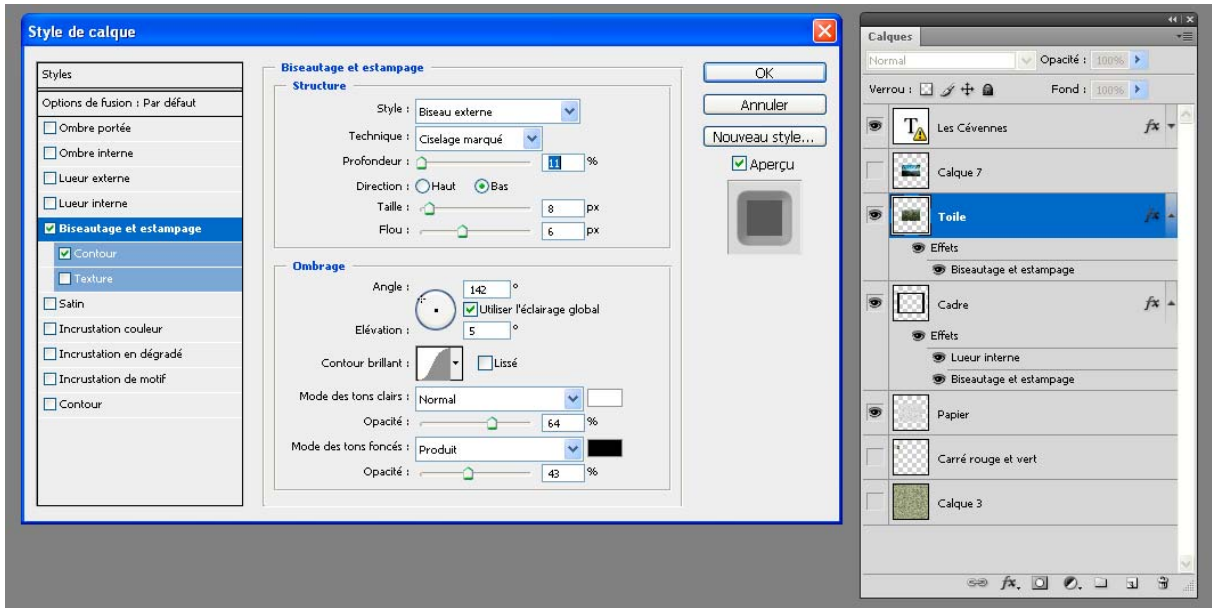 Style de calque
Styles
Options de fusion : Par défaut
Ombre portée
Ombre interne
Lueur externe
Lueur interne
Biseautage et estampage
Contour
Texture
Satin
Incrustation couleur
Incrustation en dégradé
Incrustation de motif
Contour
Biseautage et estampage
Structure
Style : Biseau externe
Technique : Ciselage marqué
Profondeur : 11 %
Direction : Haut Bas
Taille : 8 px
Flou : 6 px
Ombrage
Angle : 142 °
Utiliser l'éclairage global
Elévation : 5 °
Contour brillant : Lissé
Mode des tons clairs : Normal
Opacité : 64 %
Mode des tons foncés : Produit
Opacité : 43 %
OK
Annuler
Nouveau style...
Aperçu
Calques
Normal Opacité : 100%
Verrou : Fond : 100%
T Les Cévennes fx
Calque 7
Toile fx
Effets
Biseautage et estampage
Cadre fx
Effets
Lueur interne
Biseautage et estampage
Papier
Carré rouge et vert
Calque 3
fx.